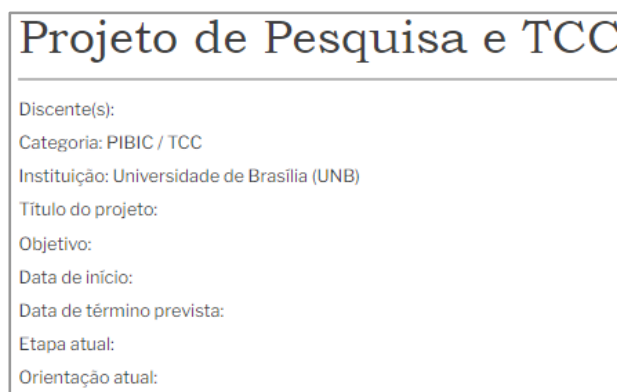 Projeto de Pesquisa e TCC
Discente(s):
Categoria: PIBIC / TCC
Instituição: Universidade de Brasília (UNB)
Título do projeto:
Objetivo:
Data de início:
Data de término prevista:
Etapa atual:
Orientação atual: